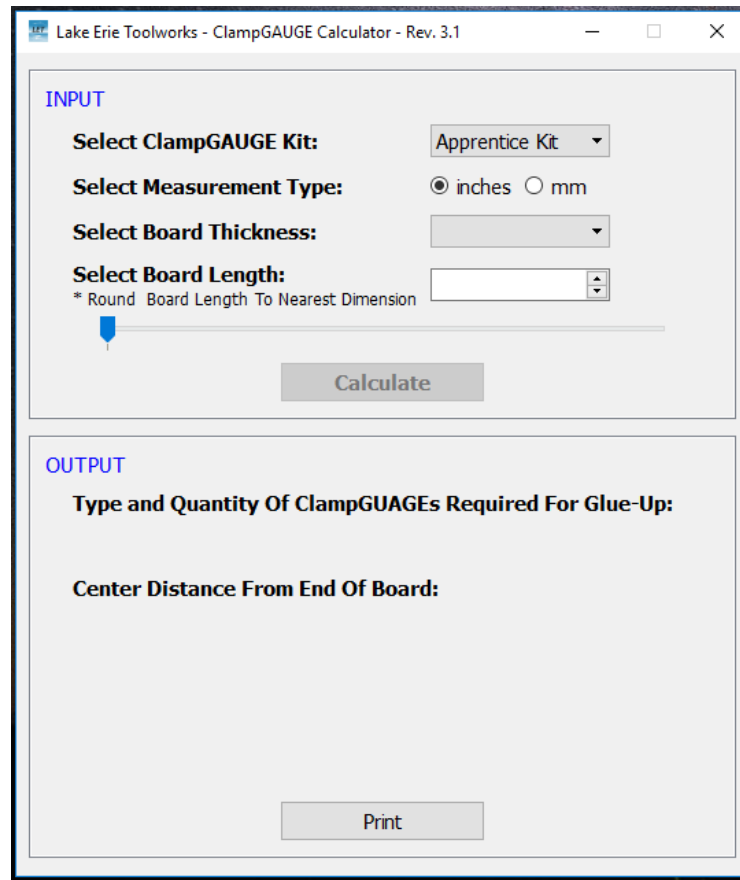 Lake Erie Toolworks - ClampGAUGE Calculator - Rev. 3.1
INPUT
Select ClampGAUGE Kit: Apprentice Kit
Select Measurement Type: inches mm
Select Board Thickness:
Select Board Length:
* Round Board Length To Nearest Dimension
Calculate
OUTPUT
Type and Quantity Of ClampGUAGEs Required For Glue-Up:
Center Distance From End Of Board:
Print